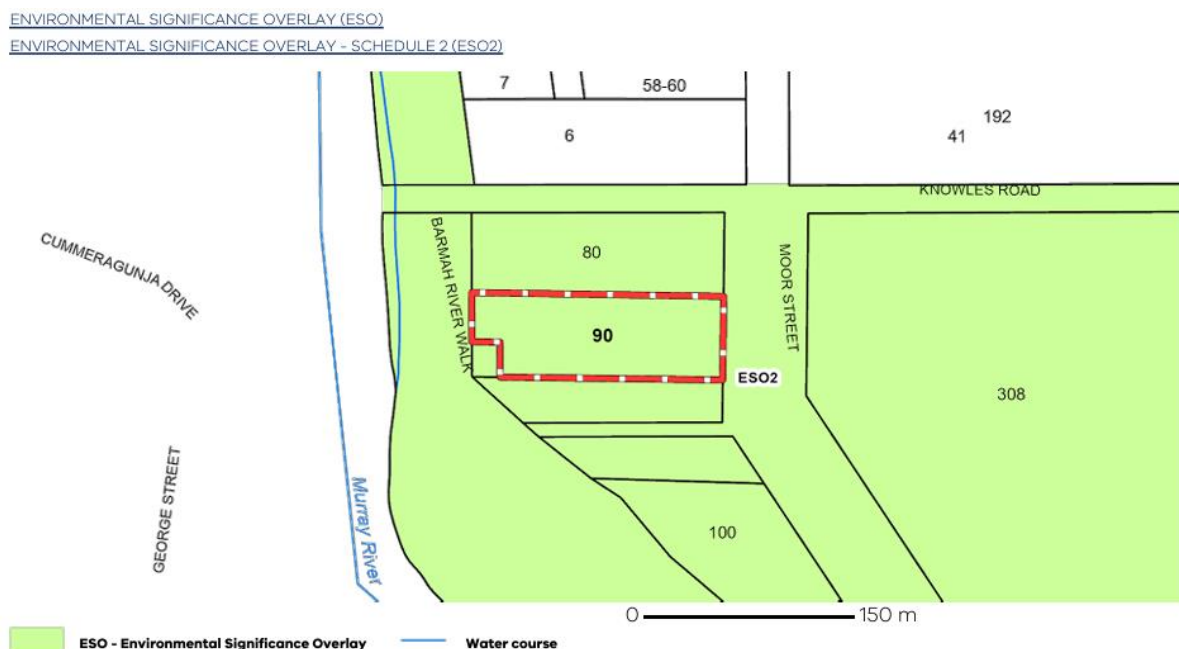 ENVIRONMENTAL SIGNIFICANCE OVERLAY (ESO)
ENVIRONMENTAL SIGNIFICANCE OVERLAY - SCHEDULE 2 (ESO2)
7
58-60
192
6
41
KNOWLES ROAD
CUMMERAGUNJA DRIVE
BARMAH RIVER WALK
80
MOOR STREET
90
ESO2
308
GEORGE STREET
Murray River
100
0
150 m
ESO - Environmental Significance Overlay
Water course